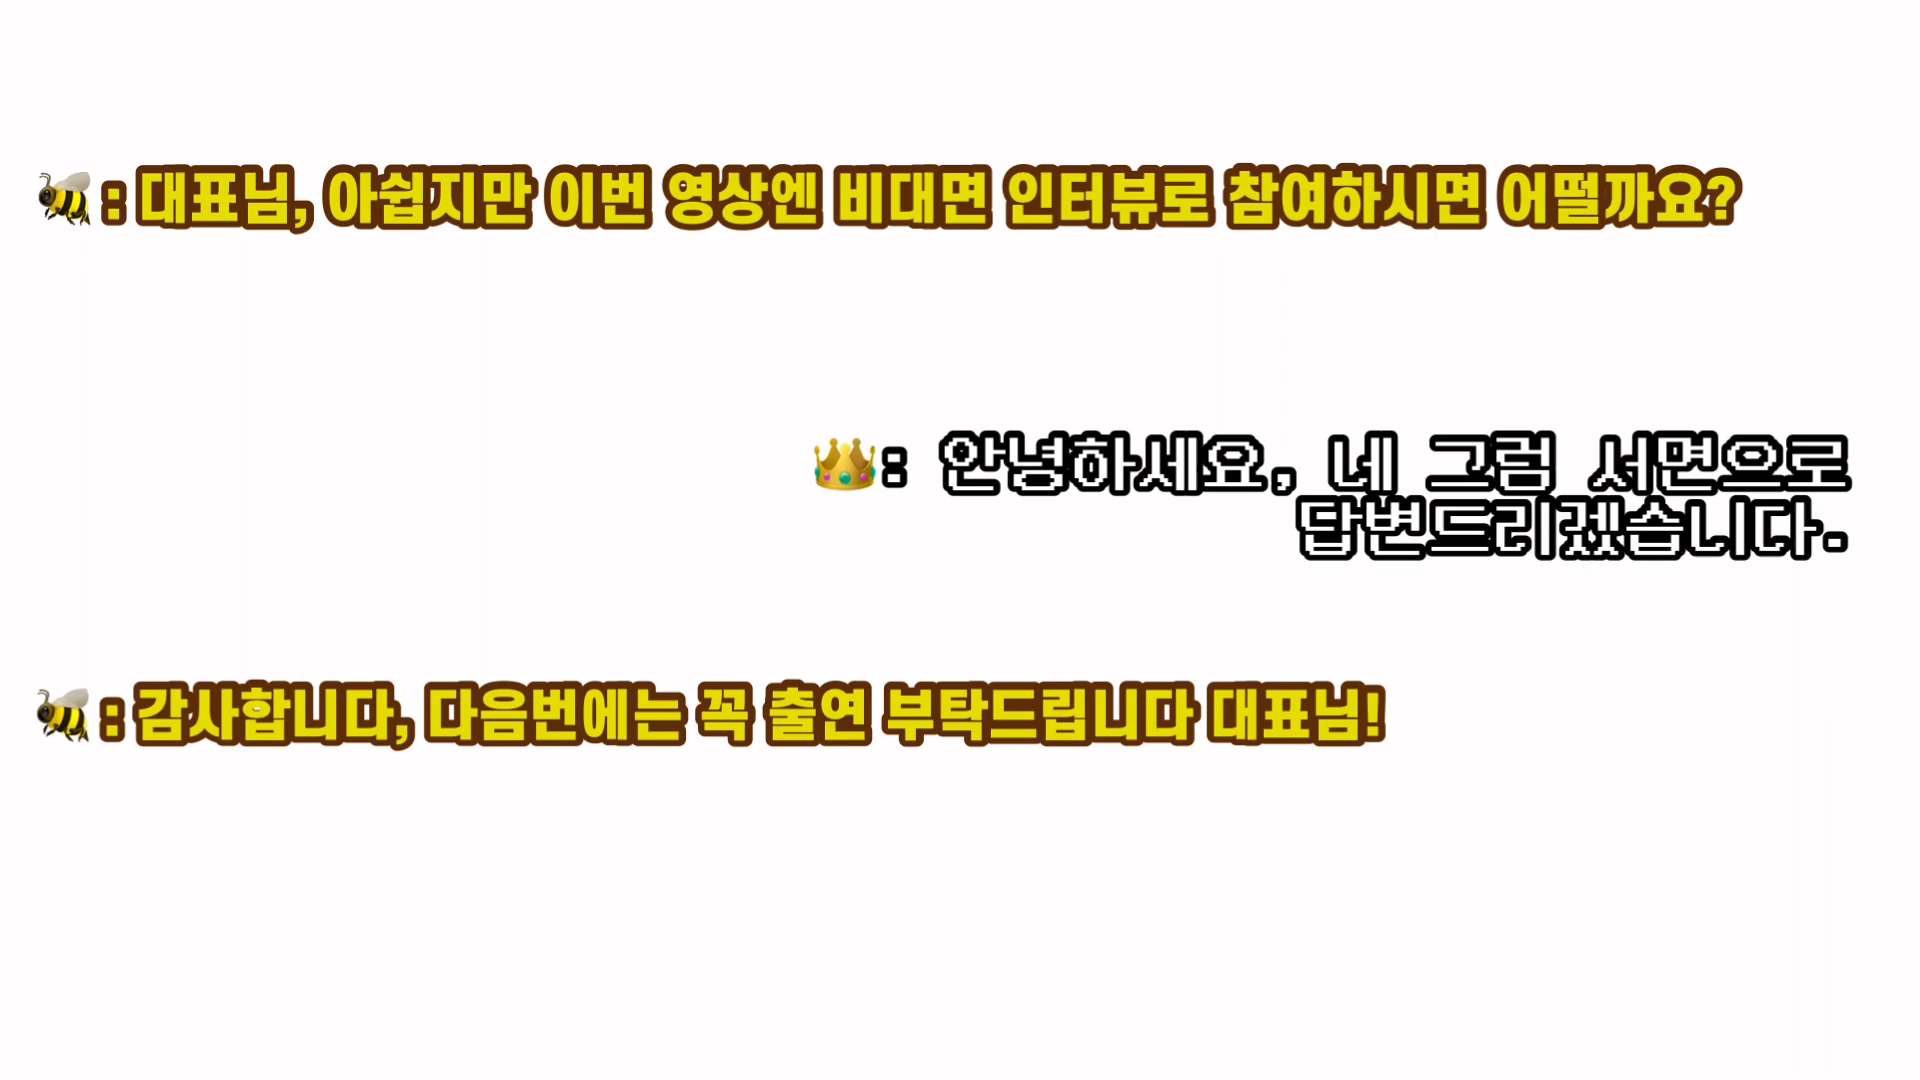 🐝: 대표님, 아쉽지만 이번 영상엔 비대면 인터뷰로 참여하시면 어떨까요?
👑: 안녕하세요, 네 그럼 서면으로
답변드리겠습니다.
🐝: 감사합니다, 다음번에는 꼭 출연 부탁드립니다 대표님!